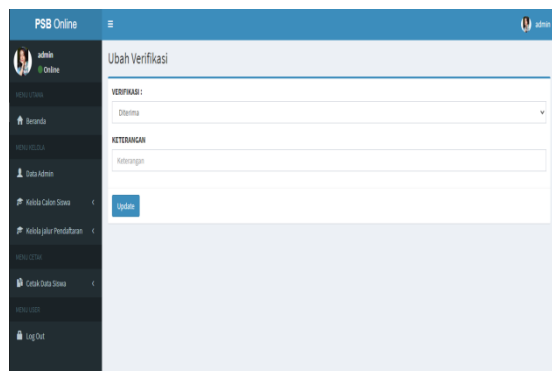 PSB Online
admin
admin
Online
Ubah Verifikasi
MENU UTAMA
Beranda
MENU KELOLA
Data Admin
Kelola Calon Siswa
Kelola jalur Pendaftaran
MENU CETAK
Cetak Data Siswa
MENU USER
Log Out
VERIFIKASI :
Diterima
KETERANGAN
Keterangan
Update